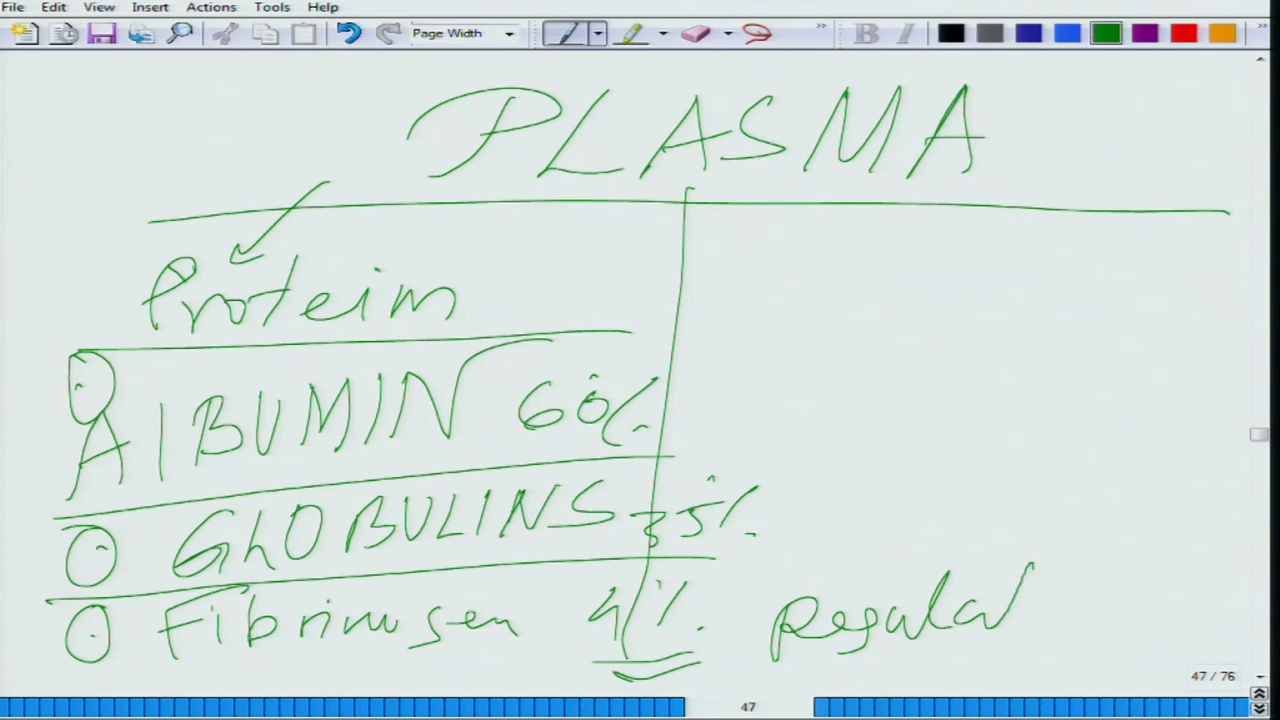 File Edit View Insert Actions Tools Help
Page Width
PLASMA
Protein
AlBUMIN 60%
GLOBULINS 35%
Fibrinogen 4%
Regular
47 / 76
47